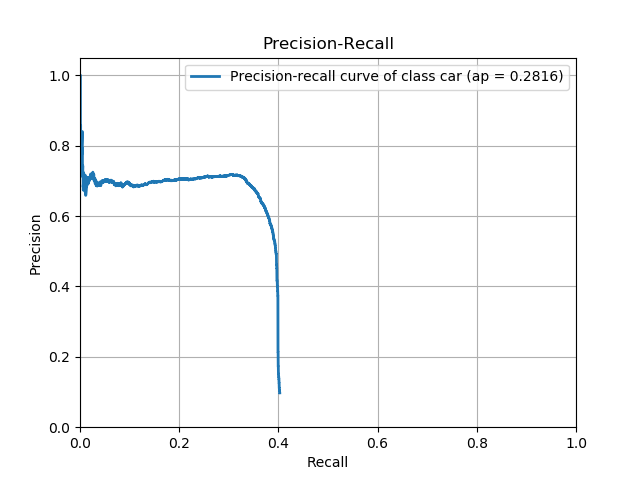 Precision-Recall
Precision-recall curve of class car (ap = 0.2816)
1.0
0.8
0.6
0.4
0.2
0.0
Precision
0.0 0.2 0.4 0.6 0.8 1.0
Recall